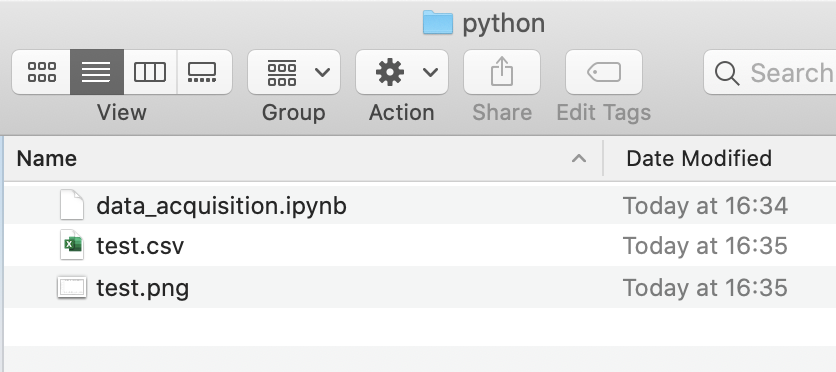 python
Search
View
Group
Action
Share
Edit Tags
Name
Date Modified
data_acquisition.ipynb
Today at 16:34
test.csv
Today at 16:35
test.png
Today at 16:35